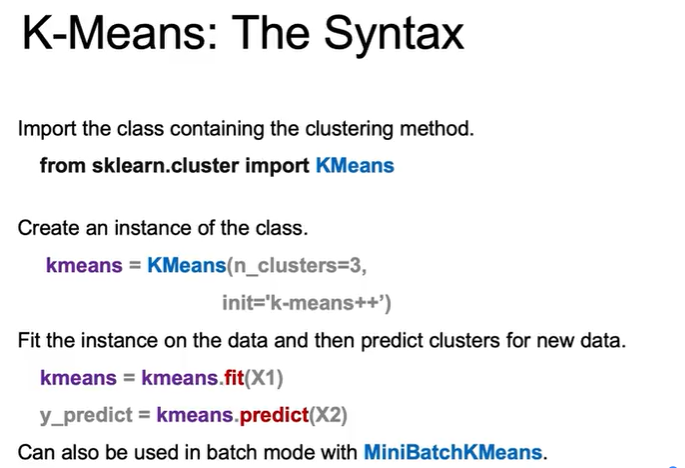 K-Means: The Syntax
Import the class containing the clustering method.
from sklearn.cluster import KMeans
Create an instance of the class.
kmeans = KMeans(n_clusters=3,
init='k-means++’)
Fit the instance on the data and then predict clusters for new data.
kmeans = kmeans.fit(X1)
y_predict = kmeans.predict(X2)
Can also be used in batch mode with MiniBatchKMeans.